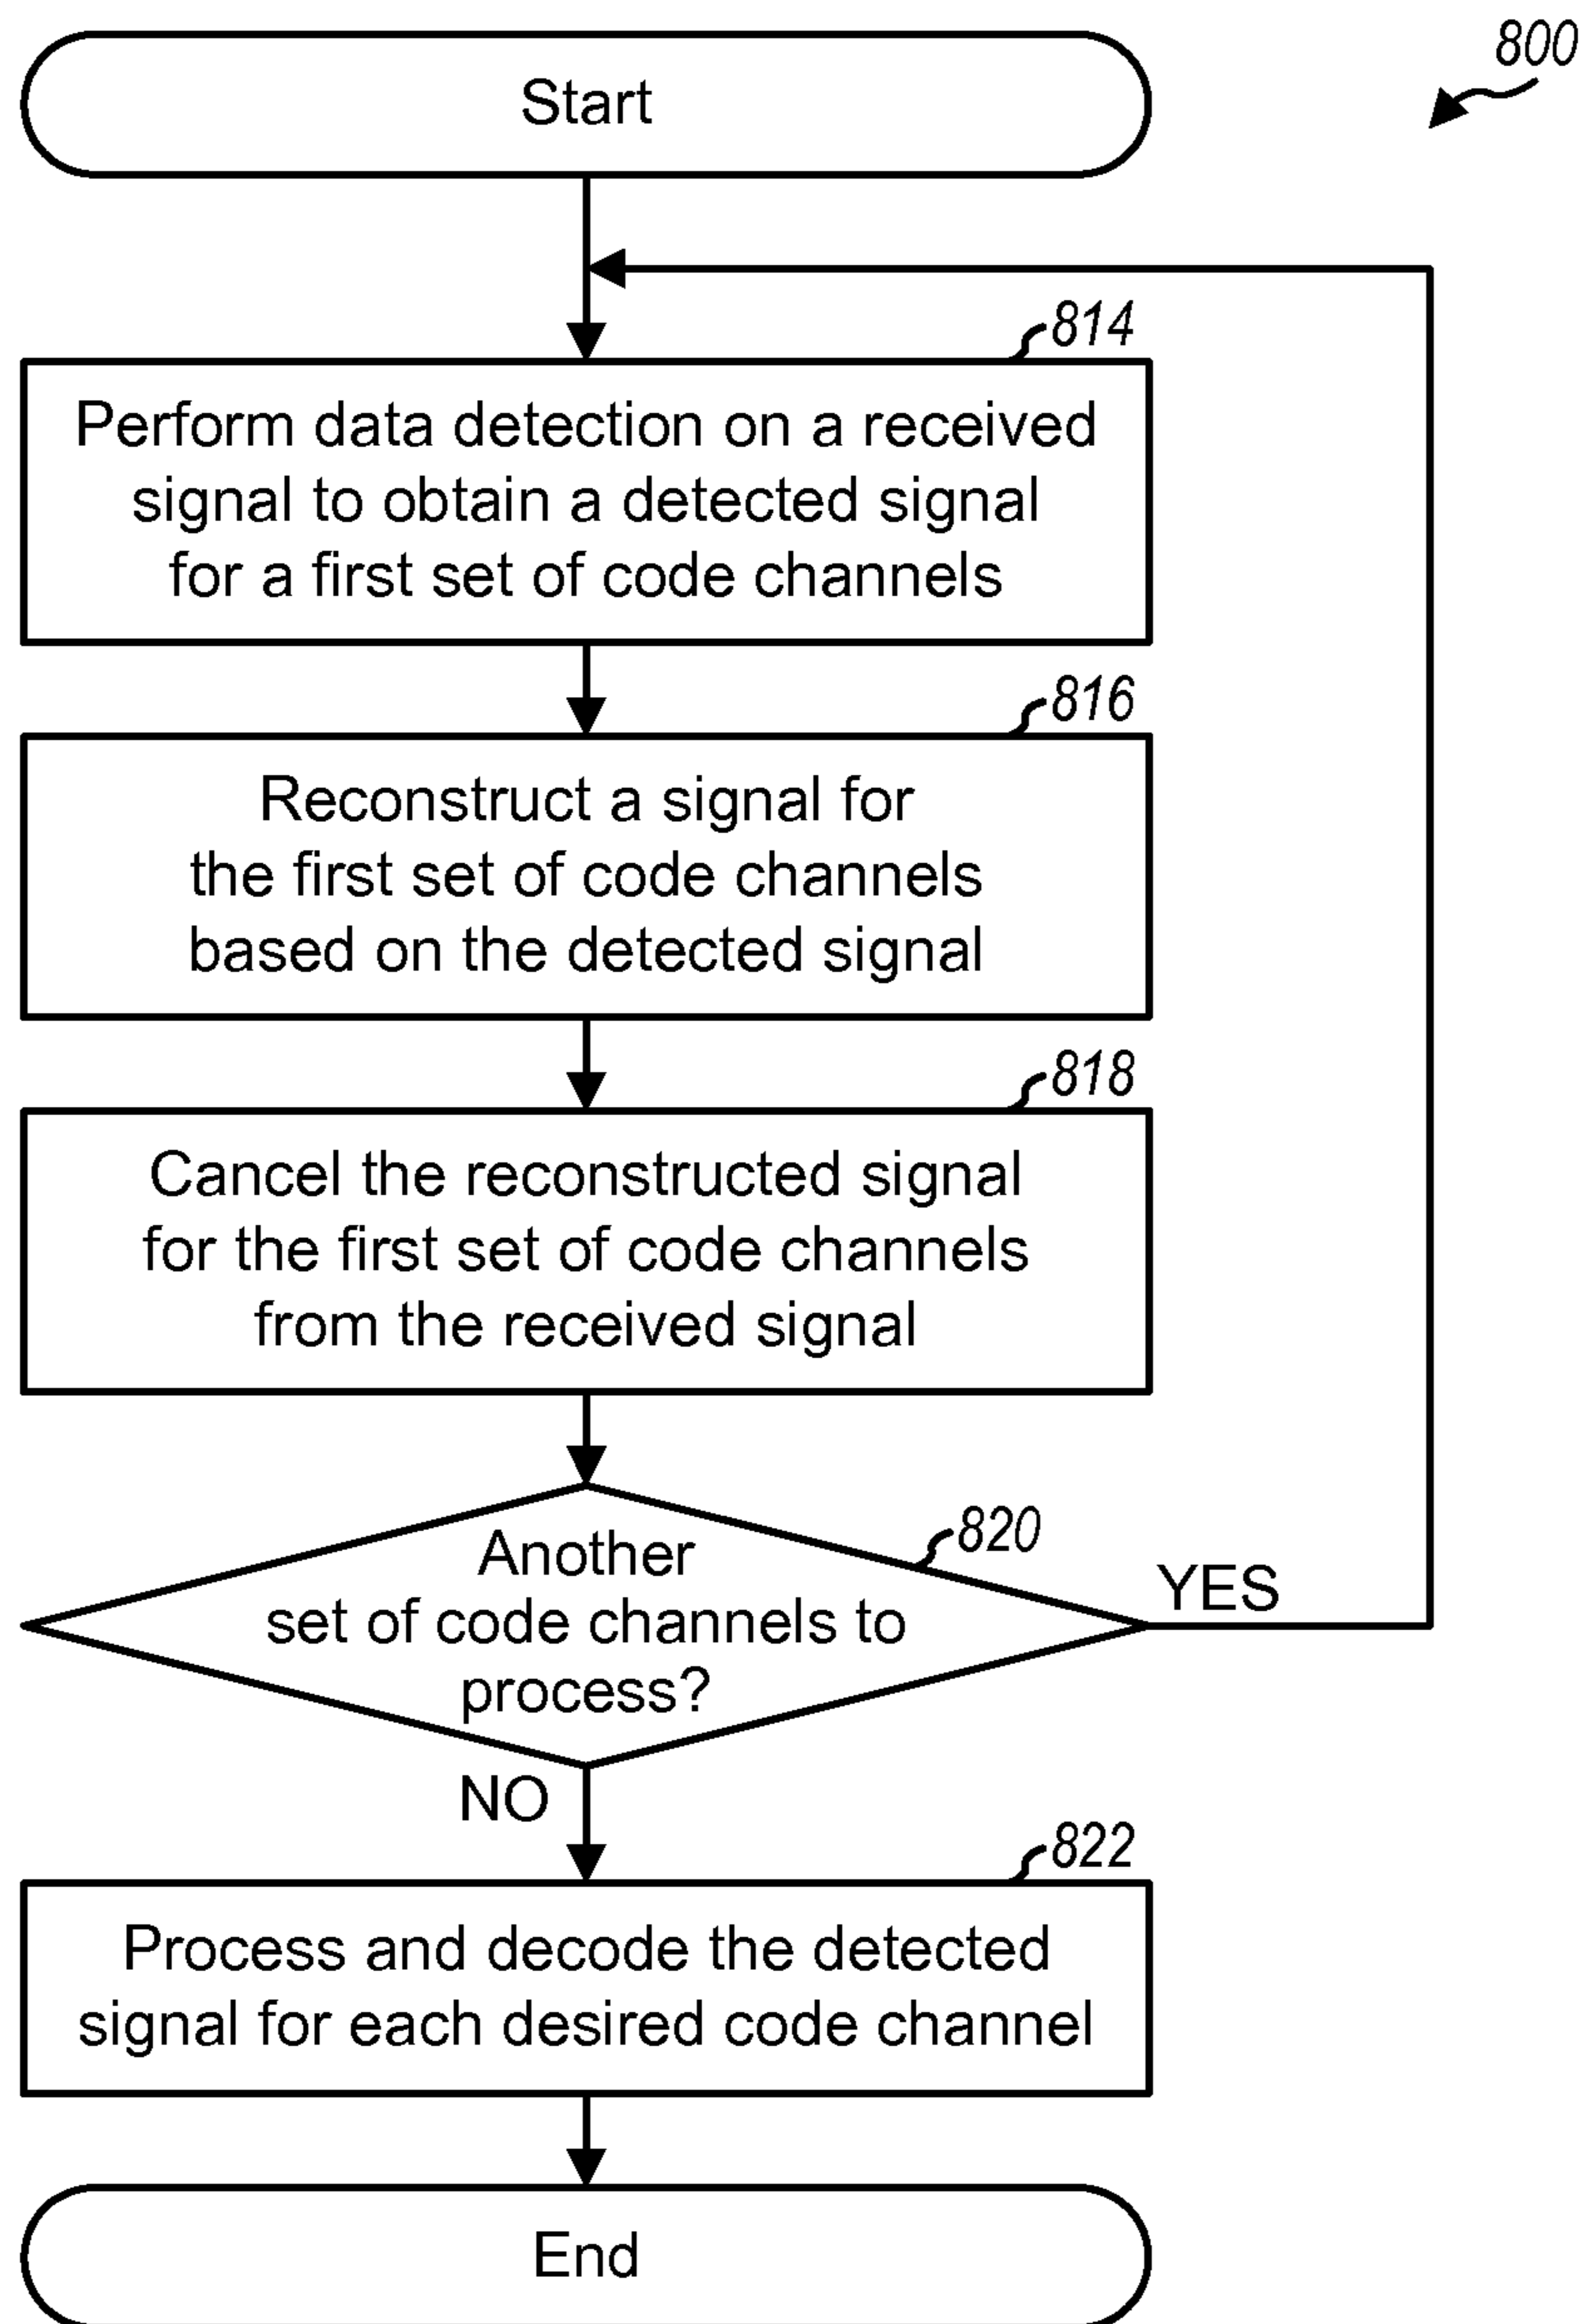 800
Start
814
Perform data detection on a received
signal to obtain a detected signal
for a first set of code channels
816
Reconstruct a signal for
the first set of code channels
based on the detected signal
818
Cancel the reconstructed signal
for the first set of code channels
from the received signal
820
Another
set of code channels to
process?
YES
NO
822
Process and decode the detected
signal for each desired code channel
End